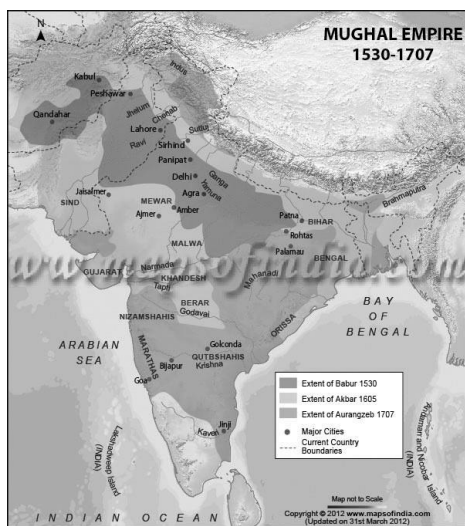 MUGHAL EMPIRE
1530-1707
N
Kabul
Peshawar
Indus
Qandahar
Jhelum
Chenab
Lahore
Ravi
Sutluj
Sirhind
Panipat
Delhi
Ganga
Yamuna
Agra
Jaisalmer
SIND
MEWAR
Amber
Ajmer
Brahmaputra
Patna
BIHAR
Rohtas
Palamau
MALWA
BENGAL
www.mapsofindia.com
GUJARAT
Narmada
KHANDESH
Tapti
Mahanadi
BERAR
Godavai
NIZAMSHAHIS
ORISSA
BAY
OF
BENGAL
ARABIAN
SEA
MARATHAS
Golconda
QUTBSHAHIS
Krishna
Bijapur
Goa
Jinji
Kaveri
Lakshadweep Island
(INDIA)
Andaman and Nicobar Island
(INDIA)
Extent of Babur 1530
Extent of Akbar 1605
Extent of Aurangzeb 1707
Major Cities
Current Country
Boundaries
Map not to Scale
Copyright © 2012 www.mapsofindia.com
(Updated on 31st March 2012)
INDIAN OCEAN